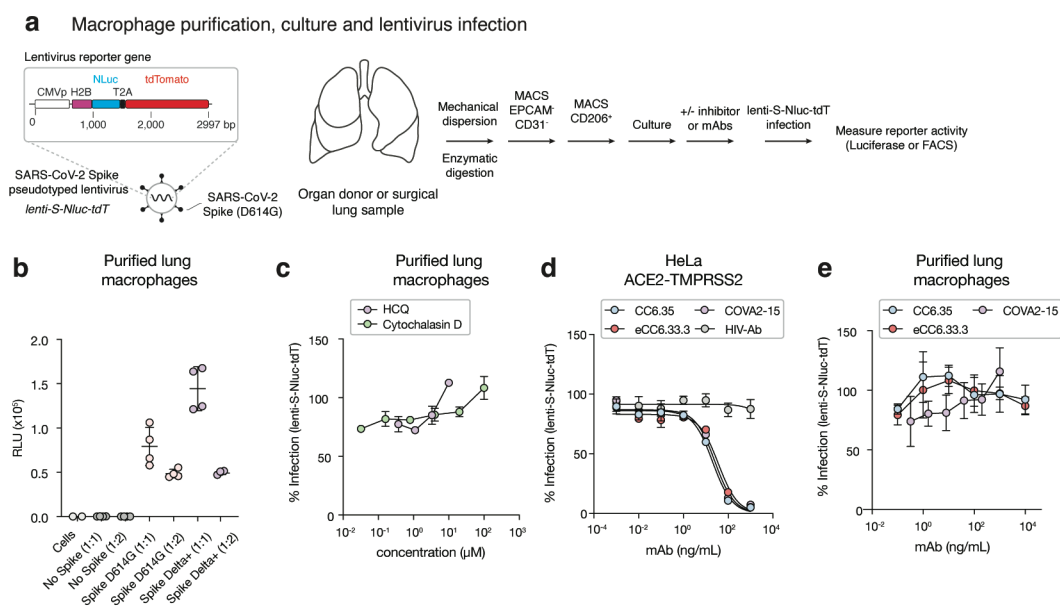 a Macrophage purification, culture and lentivirus infection
Lentivirus reporter gene
NLuc tdTomato
CMVp H2B T2A
0 1,000 2,000 2997 bp
SARS-CoV-2 Spike
pseudotyped lentivirus
lenti-S-Nluc-tdT
SARS-CoV-2
Spike (D614G)
Organ donor or surgical
lung sample
Mechanical
dispersion
Enzymatic
digestion
MACS
EPCAM-
CD31-
MACS
CD206+
Culture
+/- inhibitor
or mAbs
lenti-S-Nluc-tdT
infection
Measure reporter activity
(Luciferase or FACS)
b Purified lung
macrophages
RLU (x10⁶)
2.0
1.5
1.0
0.5
0.0
Cells
No Spike (1:1)
No Spike (1:2)
Spike D614G (1:1)
Spike D614G (1:2)
Spike Delta+ (1:1)
Spike Delta+ (1:2)
c Purified lung
macrophages
HCQ
Cytochalasin D
% Infection (lenti-S-Nluc-tdT)
150
100
50
0
10⁻² 10⁻¹ 10⁰ 10¹ 10² 10³
concentration (μM)
d HeLa
ACE2-TMPRSS2
CC6.35 COVA2-15
eCC6.33.3 HIV-Ab
% Infection (lenti-S-Nluc-tdT)
150
100
50
0
10⁻⁴ 10⁻² 10⁰ 10² 10⁴
mAb (ng/mL)
e Purified lung
macrophages
CC6.35 COVA2-15
eCC6.33.3
% Infection (lenti-S-Nluc-tdT)
150
100
50
0
10⁻² 10⁰ 10² 10⁴
mAb (ng/mL)